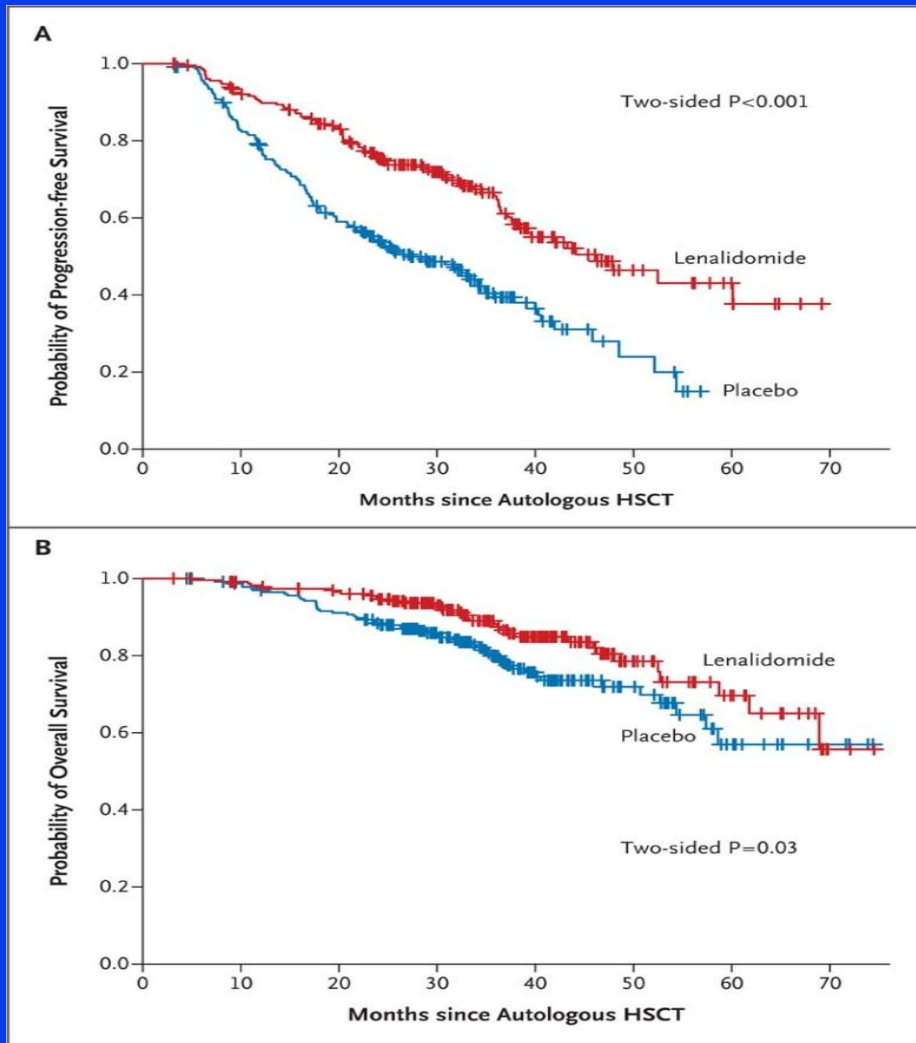 A
Probability of Progression-free Survival
1.0
0.8
0.6
0.4
0.2
0.0
Two-sided P<0.001
Lenalidomide
Placebo
0 10 20 30 40 50 60 70
Months since Autologous HSCT
B
Probability of Overall Survival
1.0
0.8
0.6
0.4
0.2
0.0
Lenalidomide
Placebo
Two-sided P=0.03
0 10 20 30 40 50 60 70
Months since Autologous HSCT